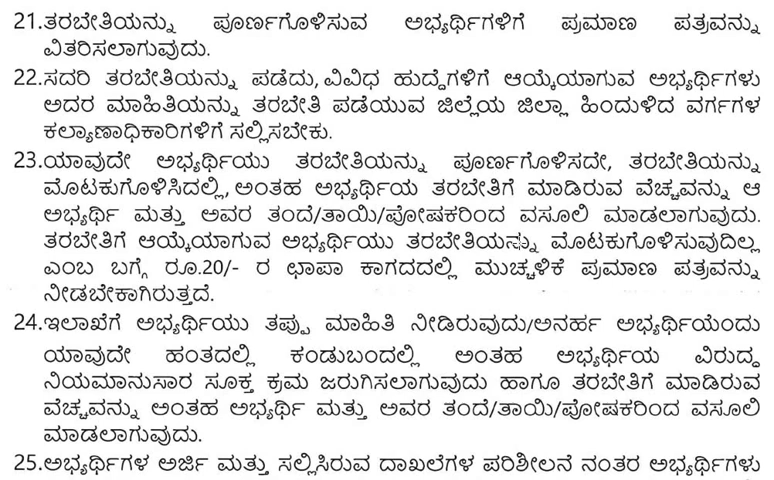 21.ತರಬೇತಿಯನ್ನು ಪೂರ್ಣಗೊಳಿಸುವ ಅಭ್ಯರ್ಥಿಗಳಿಗೆ ಪ್ರಮಾಣ ಪತ್ರವನ್ನು
ವಿತರಿಸಲಾಗುವುದು.
22.ಸದರಿ ತರಬೇತಿಯನ್ನು ಪಡೆದು, ವಿವಿಧ ಹುದ್ದೆಗಳಿಗೆ ಆಯ್ಕೆಯಾಗುವ ಅಭ್ಯರ್ಥಿಗಳು
ಅದರ ಮಾಹಿತಿಯನ್ನು ತರಬೇತಿ ಪಡೆಯುವ ಜಿಲ್ಲೆಯ ಜಿಲ್ಲಾ ಹಿಂದುಳಿದ ವರ್ಗಗಳ
ಕಲ್ಯಾಣಾಧಿಕಾರಿಗಳಿಗೆ ಸಲ್ಲಿಸಬೇಕು.
23.ಯಾವುದೇ ಅಭ್ಯರ್ಥಿಯು ತರಬೇತಿಯನ್ನು ಪೂರ್ಣಗೊಳಿಸದೇ, ತರಬೇತಿಯನ್ನು
ಮೊಟಕುಗೊಳಿಸಿದಲ್ಲಿ, ಅಂತಹ ಅಭ್ಯರ್ಥಿಯ ತರಬೇತಿಗೆ ಮಾಡಿರುವ ವೆಚ್ಚವನ್ನು ಆ
ಅಭ್ಯರ್ಥಿ ಮತ್ತು ಅವರ ತಂದೆ/ತಾಯಿ/ಪೋಷಕರಿಂದ ವಸೂಲಿ ಮಾಡಲಾಗುವುದು.
ತರಬೇತಿಗೆ ಆಯ್ಕೆಯಾಗುವ ಅಭ್ಯರ್ಥಿಯು ತರಬೇತಿಯನ್ನು ಮೊಟಕುಗೊಳಿಸುವುದಿಲ್ಲ
ಎಂಬ ಬಗ್ಗೆ ರೂ.20/- ರ ಛಾಪಾ ಕಾಗದದಲ್ಲಿ ಮುಚ್ಚಳಿಕೆ ಪ್ರಮಾಣ ಪತ್ರವನ್ನು
ನೀಡಬೇಕಾಗಿರುತ್ತದೆ.
24.ಇಲಾಖೆಗೆ ಅಭ್ಯರ್ಥಿಯು ತಪ್ಪು ಮಾಹಿತಿ ನೀಡಿರುವುದು/ಅನರ್ಹ ಅಭ್ಯರ್ಥಿಯೆಂದು
ಯಾವುದೇ ಹಂತದಲ್ಲಿ ಕಂಡುಬಂದಲ್ಲಿ ಅಂತಹ ಅಭ್ಯರ್ಥಿಯ ವಿರುದ್ಧ
ನಿಯಮಾನುಸಾರ ಸೂಕ್ತ ಕ್ರಮ ಜರುಗಿಸಲಾಗುವುದು ಹಾಗೂ ತರಬೇತಿಗೆ ಮಾಡಿರುವ
ವೆಚ್ಚವನ್ನು ಅಂತಹ ಅಭ್ಯರ್ಥಿ ಮತ್ತು ಅವರ ತಂದೆ/ತಾಯಿ/ಪೋಷಕರಿಂದ ವಸೂಲಿ
ಮಾಡಲಾಗುವುದು.
25.ಅಭ್ಯರ್ಥಿಗಳ ಅರ್ಜಿ ಮತ್ತು ಸಲ್ಲಿಸಿರುವ ದಾಖಲೆಗಳ ಪರಿಶೀಲನೆ ನಂತರ ಅಭ್ಯರ್ಥಿಗಳು